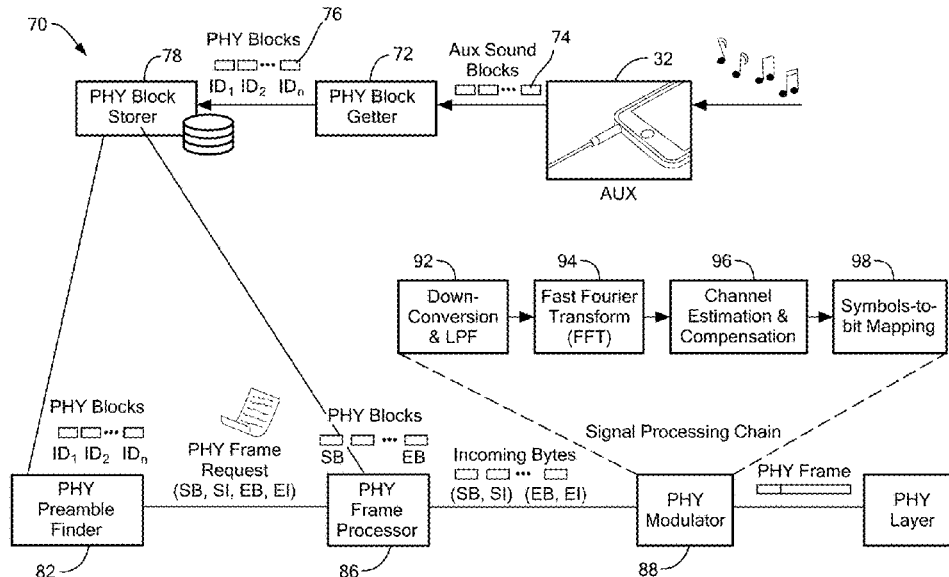 70
78
PHY Blocks
76
ID1 ID2 IDn
PHY Block
Storer
72
PHY Block
Getter
Aux Sound
Blocks
74
32
AUX
92
94
96
98
Down-
Conversion
& LPF
Fast Fourier
Transform
(FFT)
Channel
Estimation &
Compensation
Symbols-to-
bit Mapping
Signal Processing Chain
PHY Blocks
ID1 ID2 IDn
PHY Frame
Request
(SB, SI, EB, EI)
PHY Blocks
SB EB
Incoming Bytes
(SB, SI) (EB, EI)
PHY Frame
PHY
Preamble
Finder
PHY
Frame
Processor
PHY
Modulator
PHY
Layer
82
86
88